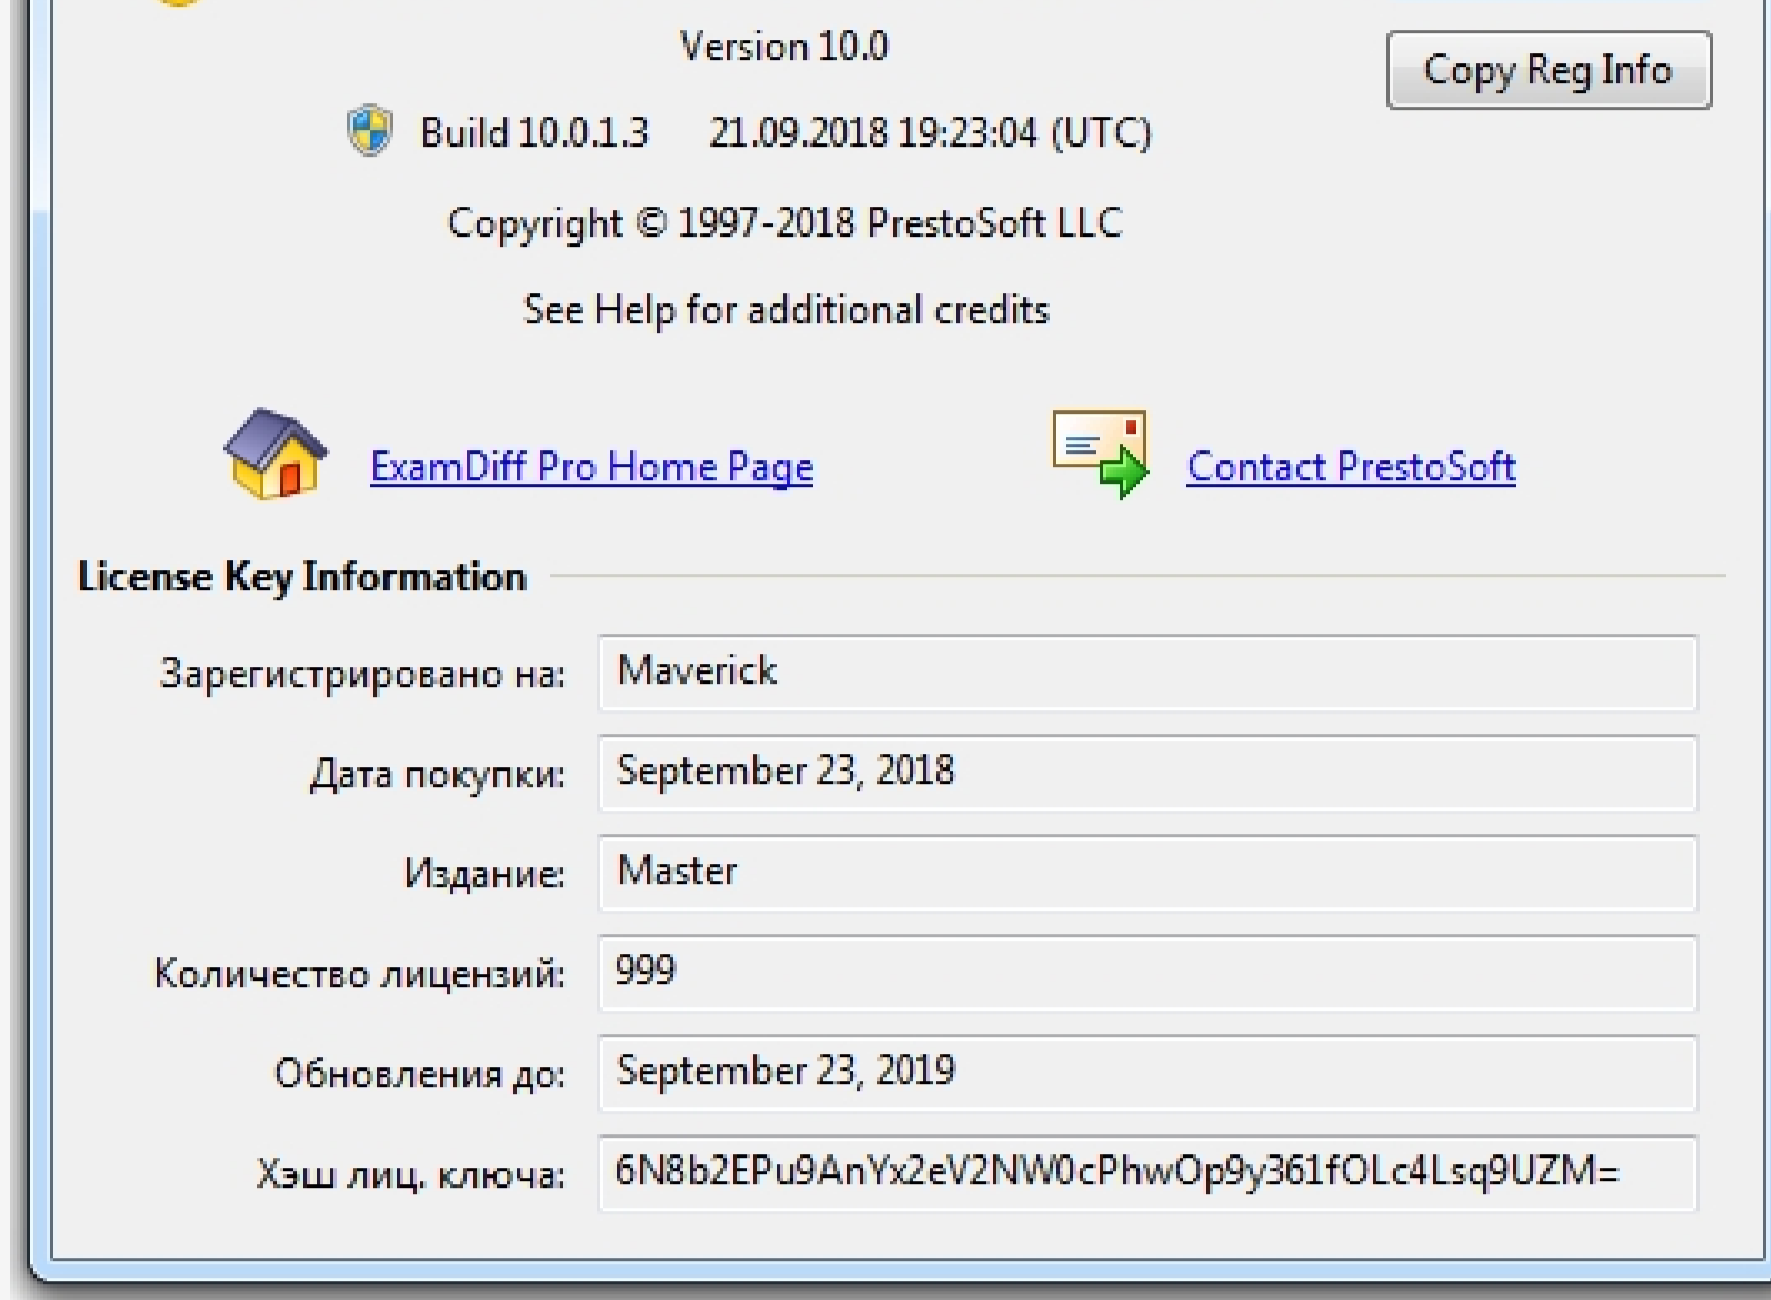 Version 10.0
Copy Reg Info
Build 10.0.1.3 21.09.2018 19:23:04 (UTC)
Copyright © 1997-2018 PrestoSoft LLC
See Help for additional credits
ExamDiff Pro Home Page Contact PrestoSoft
License Key Information
Зарегистрировано на: Maverick
Дата покупки: September 23, 2018
Издание: Master
Количество лицензий: 999
Обновления до: September 23, 2019
Хэш лиц. ключа: 6N8b2EPu9AnYx2eV2NW0cPhwOp9y361fOLc4Lsq9UZM=